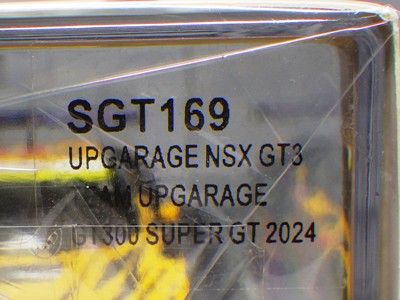 SGT169
UPGARAGE NSX GT3
UPGARAGE
GT300 SUPER GT 2024